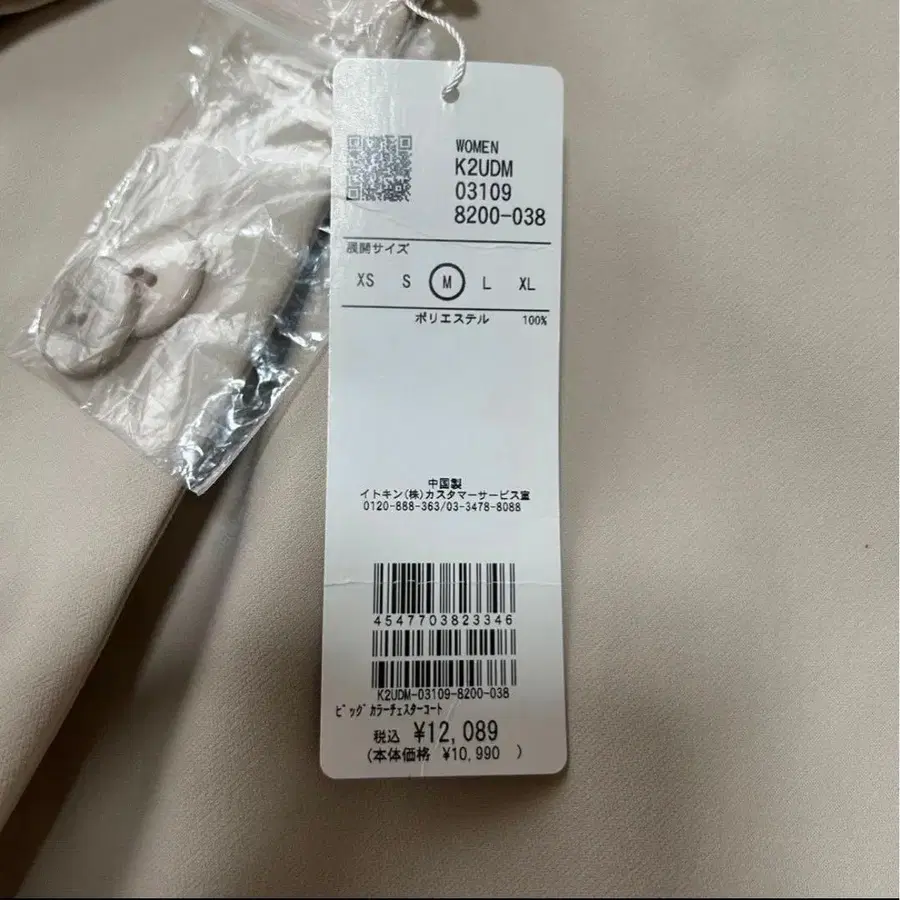 WOMEN
K2UDM
03109
8200-038
展開サイズ
XS S M L XL
ポリエステル 100%
中国製
イトキン(株)カスタマーサービス室
0120-888-363/03-3478-8088
4547703823346
K2UDM-03109-8200-038
ﾋﾞｯｸﾞｶﾗｰﾁｪｽﾀｰｺｰﾄ
税込 ¥12,089
(本体価格 ¥10,990 )